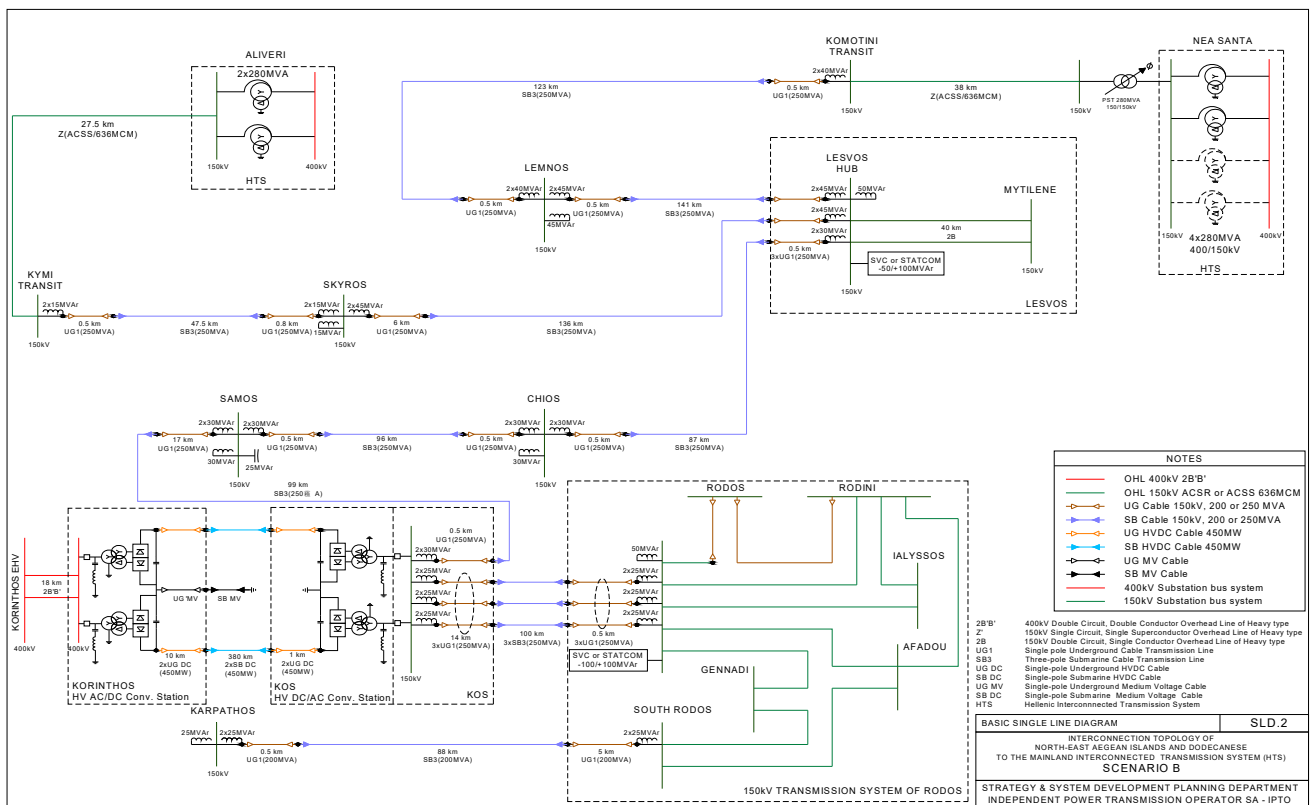 ALIVERI
2x280MVA
27.5 km
Z(ACSS/636MCM)
150kV
400kV
HTS
KOMOTINI
TRANSIT
2x40MVAr
123 km
SB3(250MVA)
0.5 km
UG1(250MVA)
150kV
38 km
Z(ACSS/636MCM)
150kV
PST 280MVA
150/150kV
NEA SANTA
150kV
4x280MVA
400/150kV
400kV
HTS
LEMNOS
2x40MVAr
2x45MVAr
0.5 km
UG1(250MVA)
0.5 km
UG1(250MVA)
45MVAr
150kV
141 km
SB3(250MVA)
LESVOS
HUB
2x45MVAr
50MVAr
2x45MVAr
2x30MVAr
0.5 km
3xUG1(250MVA)
MYTILENE
40 km
2B
150kV
SVC or STATCOM
-50/+100MVAr
150kV
LESVOS
KYMI
TRANSIT
2x15MVAr
0.5 km
UG1(250MVA)
150kV
47.5 km
SB3(250MVA)
SKYROS
2x15MVAr
2x45MVAr
0.8 km
UG1(250MVA)
15MVAr
6 km
UG1(250MVA)
150kV
136 km
SB3(250MVA)
SAMOS
2x30MVAr
2x30MVAr
17 km
UG1(250MVA)
0.5 km
UG1(250MVA)
30MVAr
25MVAr
150kV
96 km
SB3(250MVA)
CHIOS
2x30MVAr
2x30MVAr
0.5 km
UG1(250MVA)
0.5 km
UG1(250MVA)
30MVAr
150kV
87 km
SB3(250MVA)
99 km
KORINTHOS EHV
18 km
2B'B'
400kV
400kV
UG MV
SB MV
10 km
2xUG DC
(450MW)
380 km
2xSB DC
(450MW)
1 km
2xUG DC
(450MW)
KORINTHOS
HV AC/DC Conv. Station
KOS
HV DC/AC Conv. Station
150kV
0.5 km
UG1(250MVA)
2x30MVAr
2x25MVAr
2x25MVAr
2x25MVAr
14 km
3xUG1(250MVA)
KOS
100 km
3xSB3(250MVA)
RODOS
RODINI
50MVAr
2x25MVAr
2x25MVAr
2x25MVAr
0.5 km
3xUG1(250MVA)
SVC or STATCOM
-100/+100MVAr
150kV
IALYSSOS
AFADOU
GENNADI
SOUTH RODOS
2x25MVAr
5 km
UG1(200MVA)
150kV
150kV TRANSMISSION SYSTEM OF RODOS
KARPATHOS
25MVAr
2x25MVAr
0.5 km
UG1(200MVA)
150kV
88 km
SB3(200MVA)
NOTES
OHL 400kV 2B'B'
OHL 150kV ACSR or ACSS 636MCM
UG Cable 150kV, 200 or 250 MVA
SB Cable 150kV, 200 or 250MVA
UG HVDC Cable 450MW
SB HVDC Cable 450MW
UG MV Cable
SB MV Cable
400kV Substation bus system
150kV Substation bus system
2B'B' 400kV Double Circuit, Double Conductor Overhead Line of Heavy type
Z' 150kV Single Circuit, Single Superconductor Overhead Line of Heavy type
2B 150kV Double Circuit, Single Conductor Overhead Line of Heavy type
UG1 Single pole Underground Cable Transmission Line
SB3 Three-pole Submarine Cable Transmission Line
UG DC Single-pole Underground HVDC Cable
SB DC Single-pole Submarine HVDC Cable
UG MV Single-pole Underground Medium Voltage Cable
SB DC Single-pole Submarine Medium Voltage Cable
HTS Hellenic Interconnnected Transmission System
BASIC SINGLE LINE DIAGRAM SLD.2
INTERCONNECTION TOPOLOGY OF
NORTH-EAST AEGEAN ISLANDS AND DODECANESE
TO THE MAINLAND INTERCONNECTED TRANSMISSION SYSTEM (HTS)
SCENARIO B
STRATEGY & SYSTEM DEVELOPMENT PLANNING DEPARTMENT
INDEPENDENT POWER TRANSMISSION OPERATOR SA - IPTO